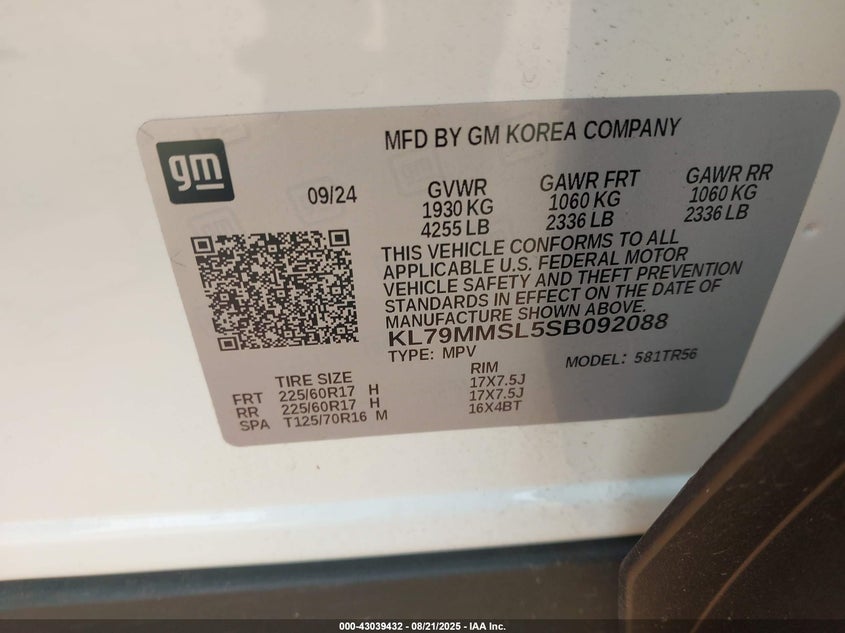 MFD BY GM KOREA COMPANY
gm
09/24
GVWR
1930 KG
4255 LB
GAWR FRT
1060 KG
2336 LB
GAWR RR
1060 KG
2336 LB
THIS VEHICLE CONFORMS TO ALL
APPLICABLE U.S. FEDERAL MOTOR
VEHICLE SAFETY AND THEFT PREVENTION
STANDARDS IN EFFECT ON THE DATE OF
MANUFACTURE SHOWN ABOVE.
KL79MMSL5SB092088
TYPE: MPV MODEL: 581TR56
TIRE SIZE RIM
FRT 225/60R17 H 17X7.5J
RR 225/60R17 H 17X7.5J
SPA T125/70R16 M 16X4BT
000-43039432 - 08/21/2025 - IAA Inc.